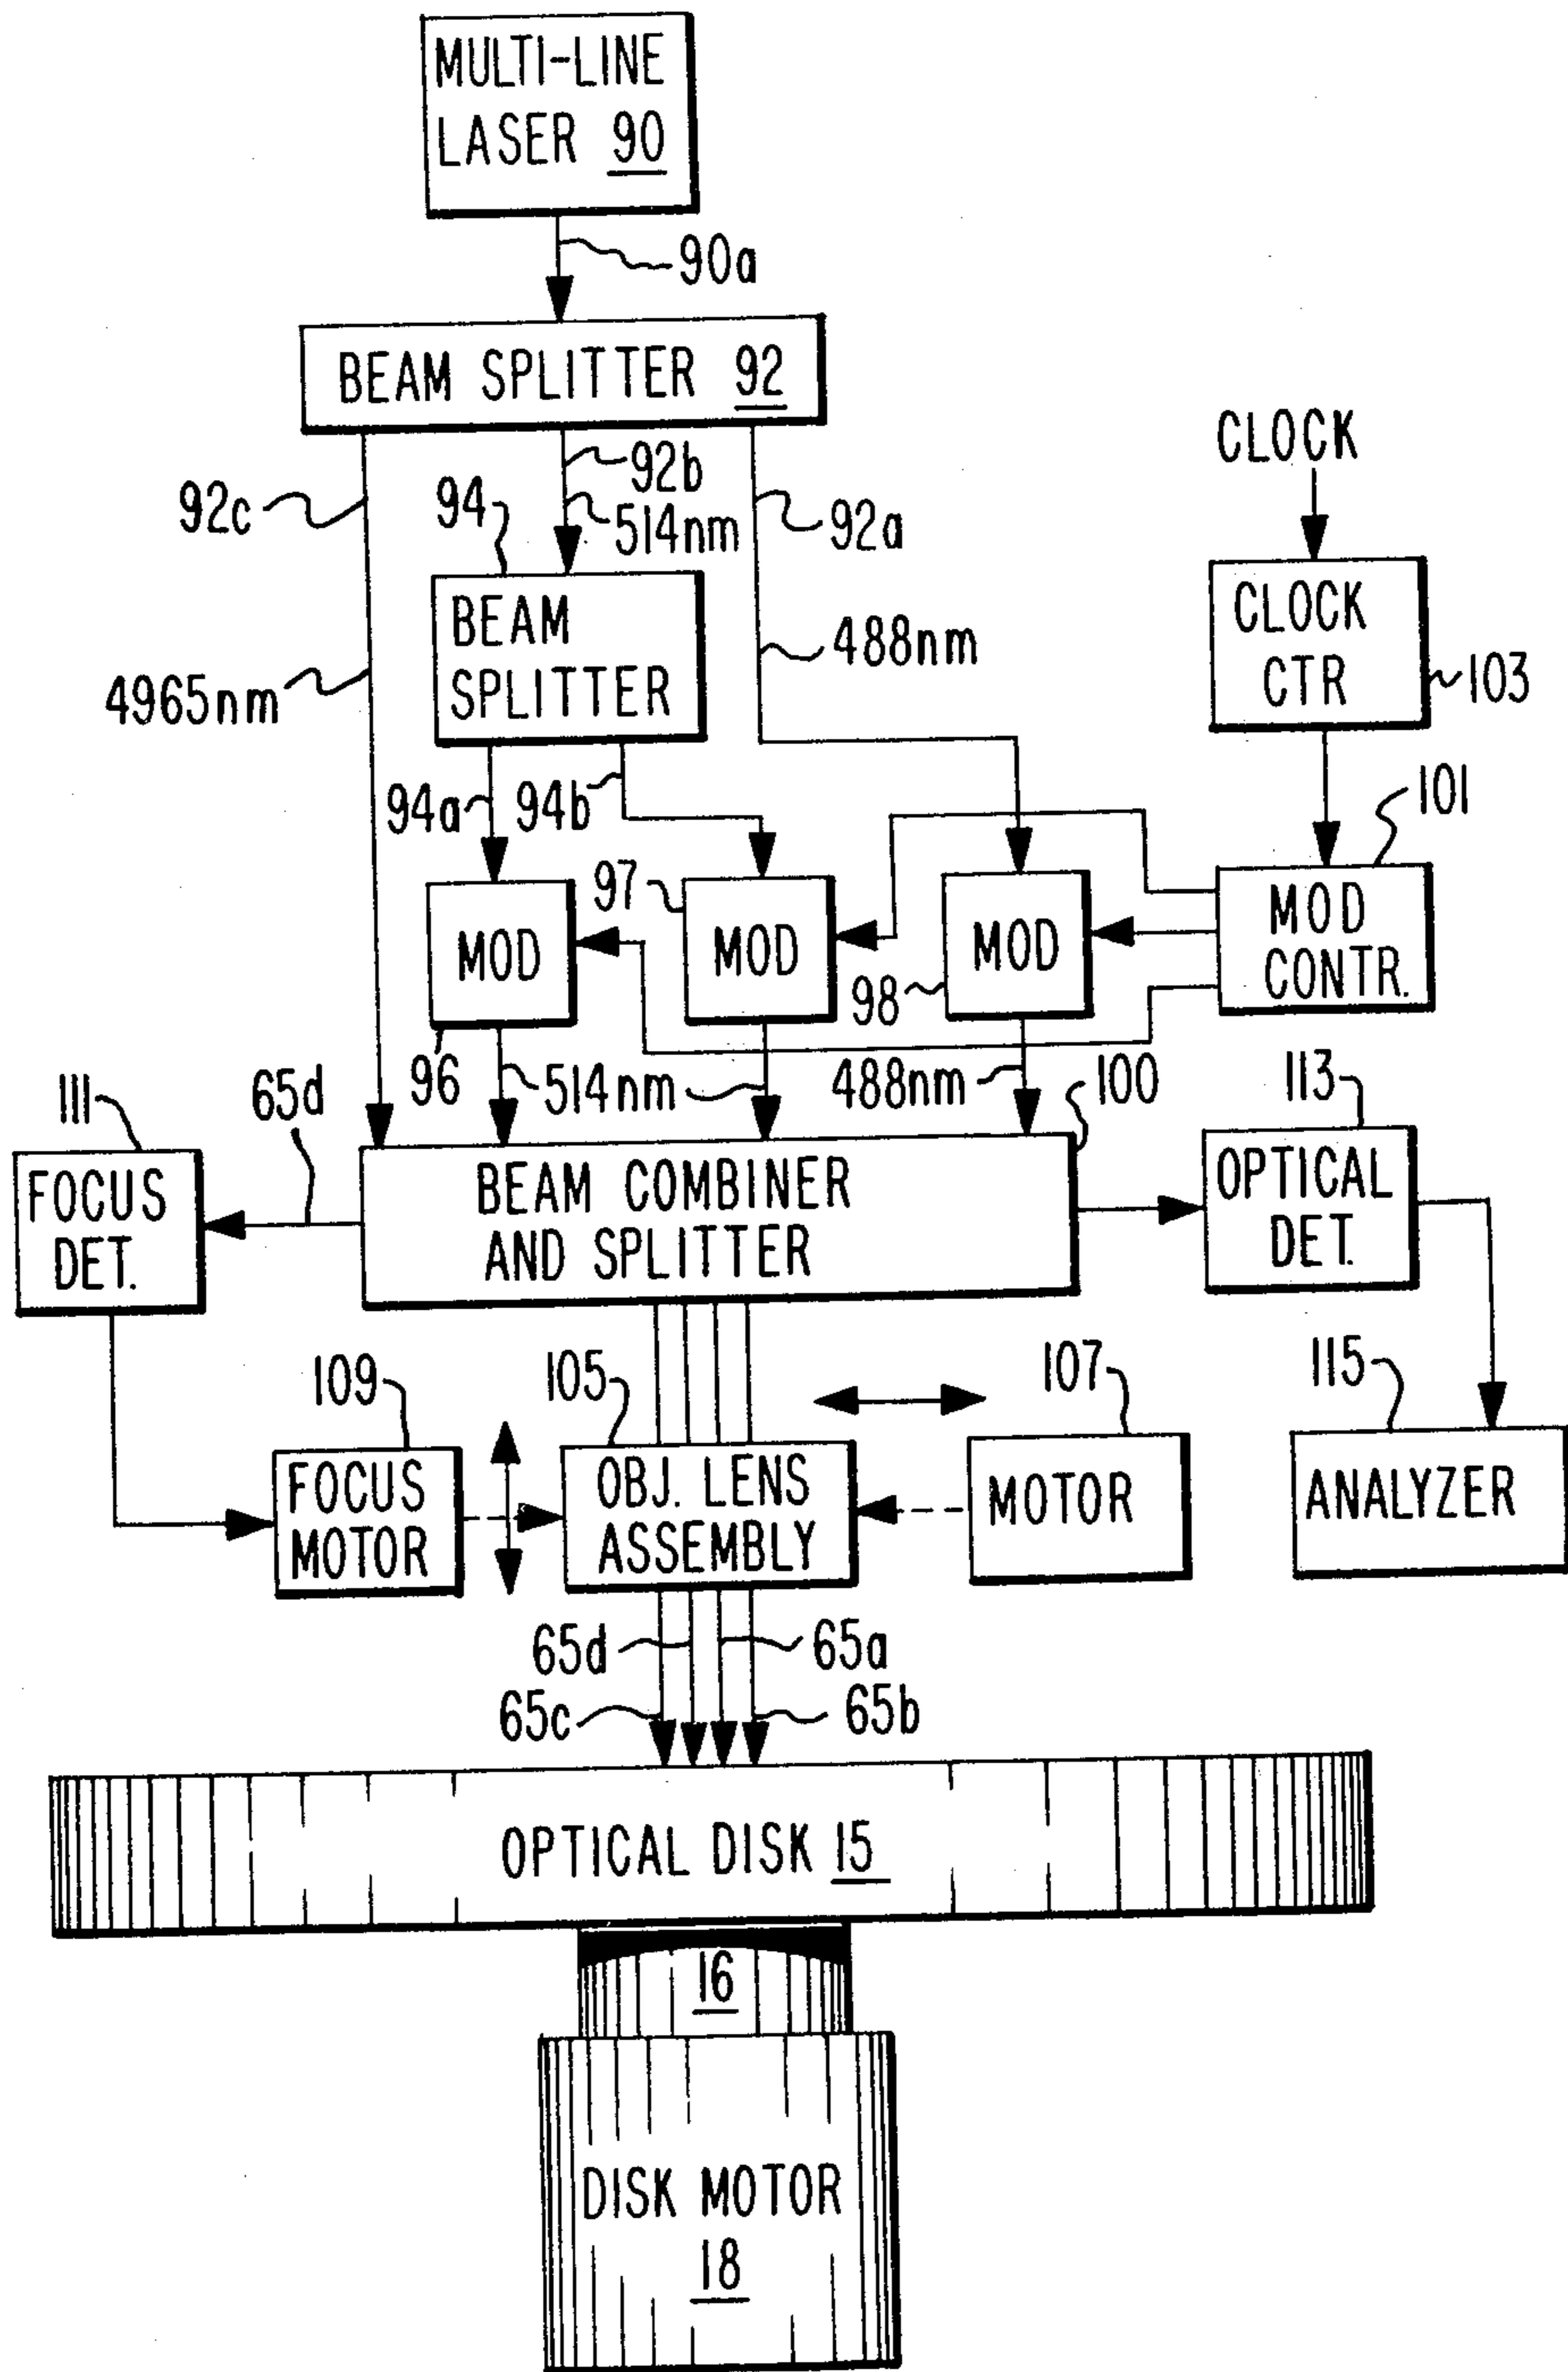 MULTI-LINE
LASER 90
90a
BEAM SPLITTER 92
92c
92b
514nm
92a
94
CLOCK
BEAM
SPLITTER
488nm
4965nm
CLOCK
CTR
103
94a
94b
101
97
MOD
MOD
98
MOD
MOD
CONTR.
96
514nm
488nm
100
111
65d
113
FOCUS
DET.
BEAM COMBINER
AND SPLITTER
OPTICAL
DET.
109
105
107
115
FOCUS
MOTOR
OBJ. LENS
ASSEMBLY
MOTOR
ANALYZER
65d
65a
65c
65b
OPTICAL DISK 15
16
DISK MOTOR
18